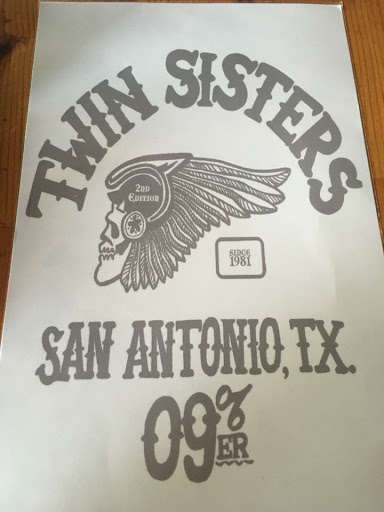 TWIN SISTERS
2ND
EDITION
SINCE
1981
SAN ANTONIO, TX.
09%
ER